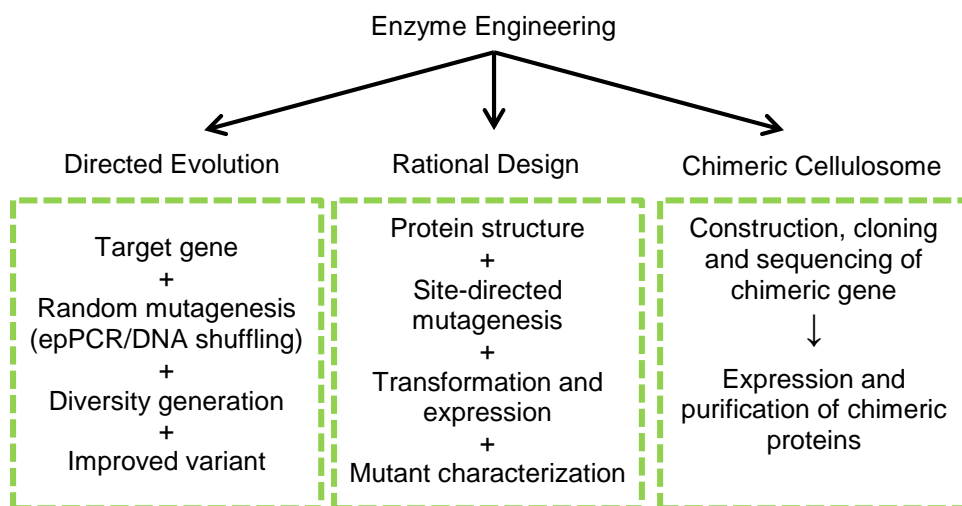 Enzyme Engineering
Directed Evolution
Rational Design
Chimeric Cellulosome
Target gene
+
Random mutagenesis
(epPCR/DNA shuffling)
+
Diversity generation
+
Improved variant
Protein structure
+
Site-directed
mutagenesis
+
Transformation and
expression
+
Mutant characterization
Construction, cloning
and sequencing of
chimeric gene
↓
Expression and
purification of chimeric
proteins